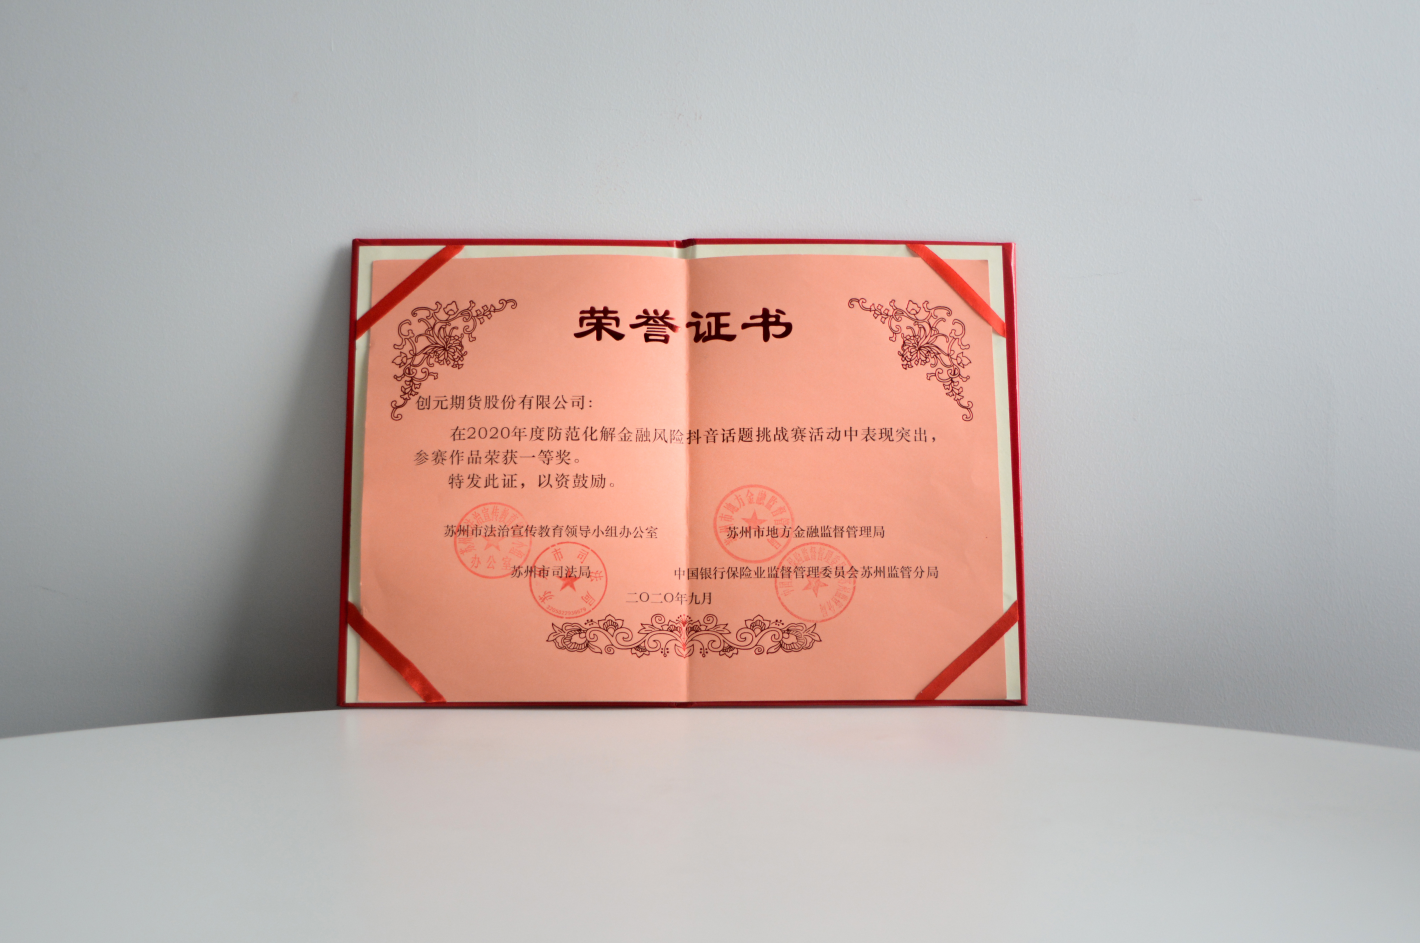 荣誉证书
创元期货股份有限公司:
在2020年度防范化解金融风险抖音话题挑战赛活动中表现突出，
参赛作品荣获一等奖。
特发此证，以资鼓励。
苏州市法治宣传教育领导小组办公室 苏州市地方金融监督管理局
苏州市司法局 中国银行保险业监督管理委员会苏州监管分局
二〇二〇年九月